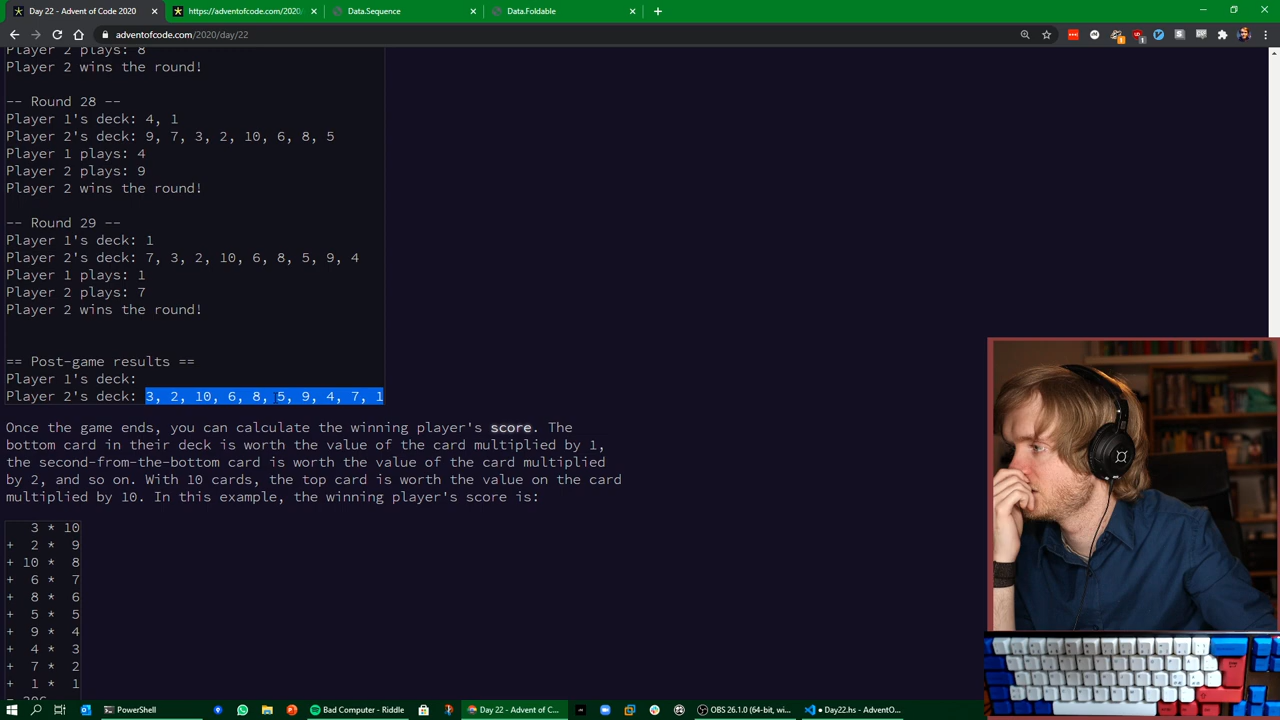 Day 22 - Advent of Code 2020
https://adventofcode.com/2020/
Data.Sequence
Data.Foldable
adventofcode.com/2020/day/22
Player 2 plays: 8
Player 2 wins the round!
-- Round 28 --
Player 1's deck: 4, 1
Player 2's deck: 9, 7, 3, 2, 10, 6, 8, 5
Player 1 plays: 4
Player 2 plays: 9
Player 2 wins the round!
-- Round 29 --
Player 1's deck: 1
Player 2's deck: 7, 3, 2, 10, 6, 8, 5, 9, 4
Player 1 plays: 1
Player 2 plays: 7
Player 2 wins the round!
== Post-game results ==
Player 1's deck:
Player 2's deck: 3, 2, 10, 6, 8, 5, 9, 4, 7, 1
Once the game ends, you can calculate the winning player's score. The
bottom card in their deck is worth the value of the card multiplied by 1,
the second-from-the-bottom card is worth the value of the card multiplied
by 2, and so on. With 10 cards, the top card is worth the value on the card
multiplied by 10. In this example, the winning player's score is:
3 * 10
+ 2 * 9
+ 10 * 8
+ 6 * 7
+ 8 * 6
+ 5 * 5
+ 9 * 4
+ 4 * 3
+ 7 * 2
+ 1 * 1
= 306
PowerShell
Bad Computer - Riddle
Day 22 - Advent of C...
OBS 26.1.0 (64-bit, wi...
• Day22.hs - AdventO...